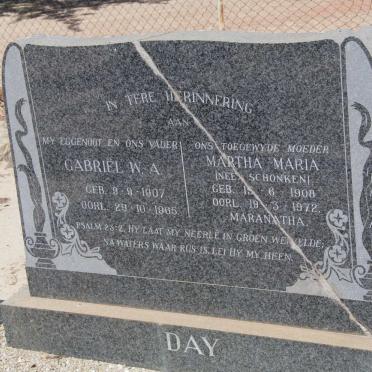 IN TERE HERINNERING
AAN
MY EGGENOOT EN ONS VADER
GABRIEL W. A.
GEB. 9-9-1907
OORL. 29-10-1965
ONS TOEGEWYDE MOEDER
MARTHA MARIA
(NEE SCHONKEN)
GEB. 15-6-1908
OORL. 19-3-1972
MARANATHA.
PSALM 23:2, HY LAAT MY NEERLE IN GROEN WEIVELDE;
NA WATERS WAAR RUS IS, LEI HY MY HEEN.
DAY